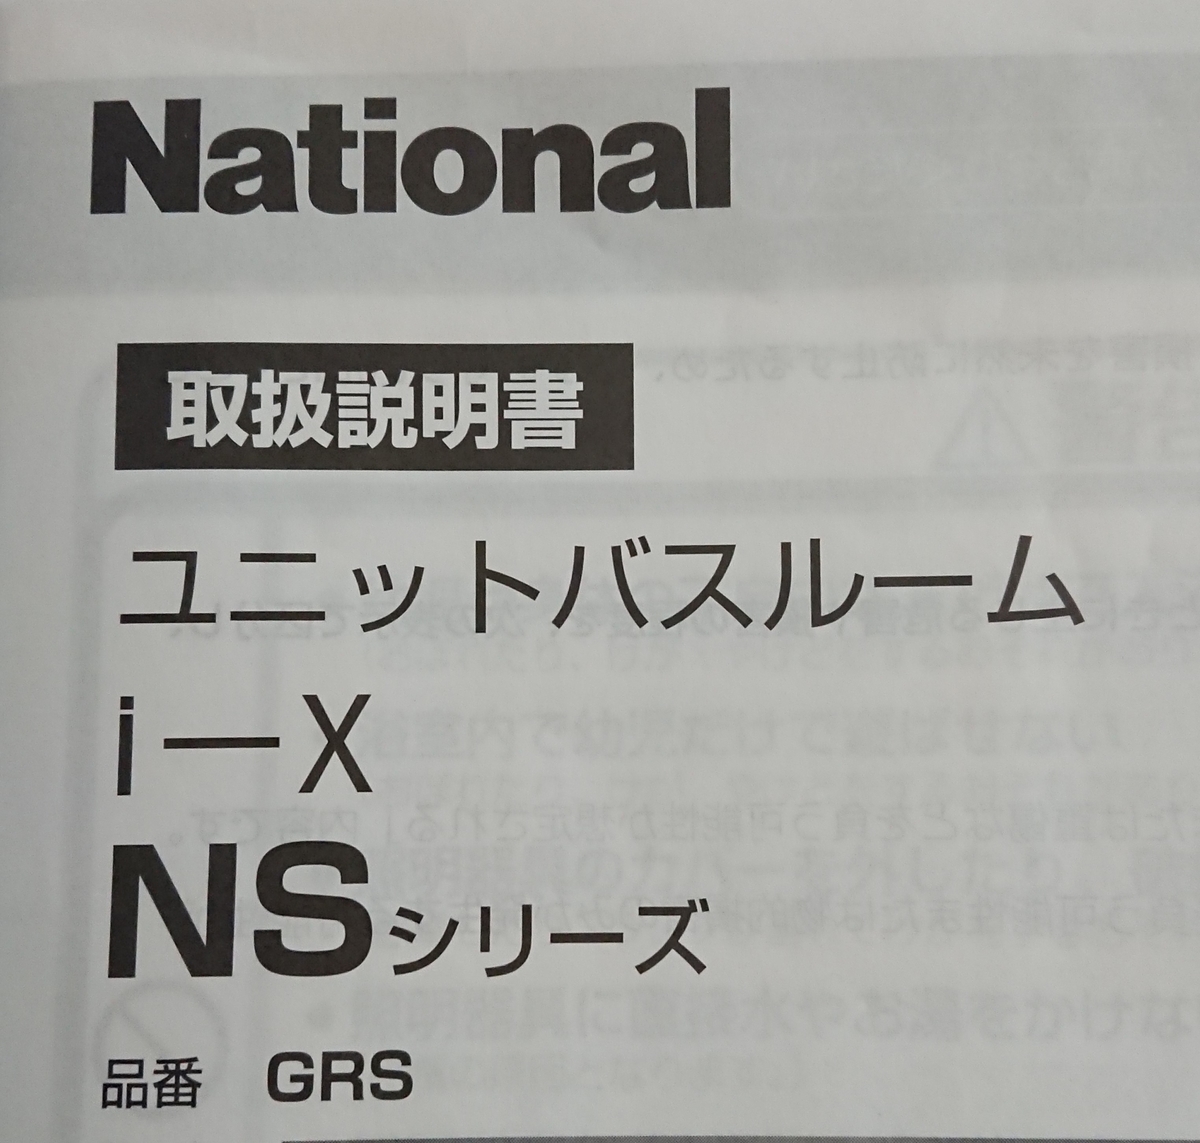 National
取扱説明書
ユニットバスルーム
i－X
NSシリーズ
品番 GRS